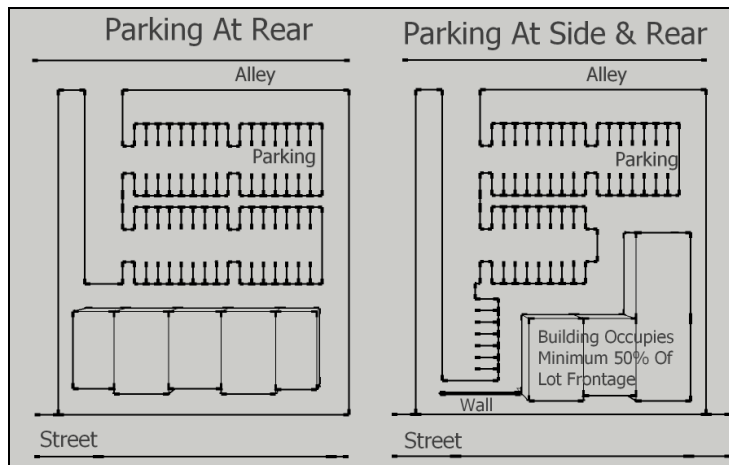 Parking At Rear
Alley
Parking
Street
Parking At Side & Rear
Alley
Parking
Building Occupies
Minimum 50% Of
Lot Frontage
Wall
Street